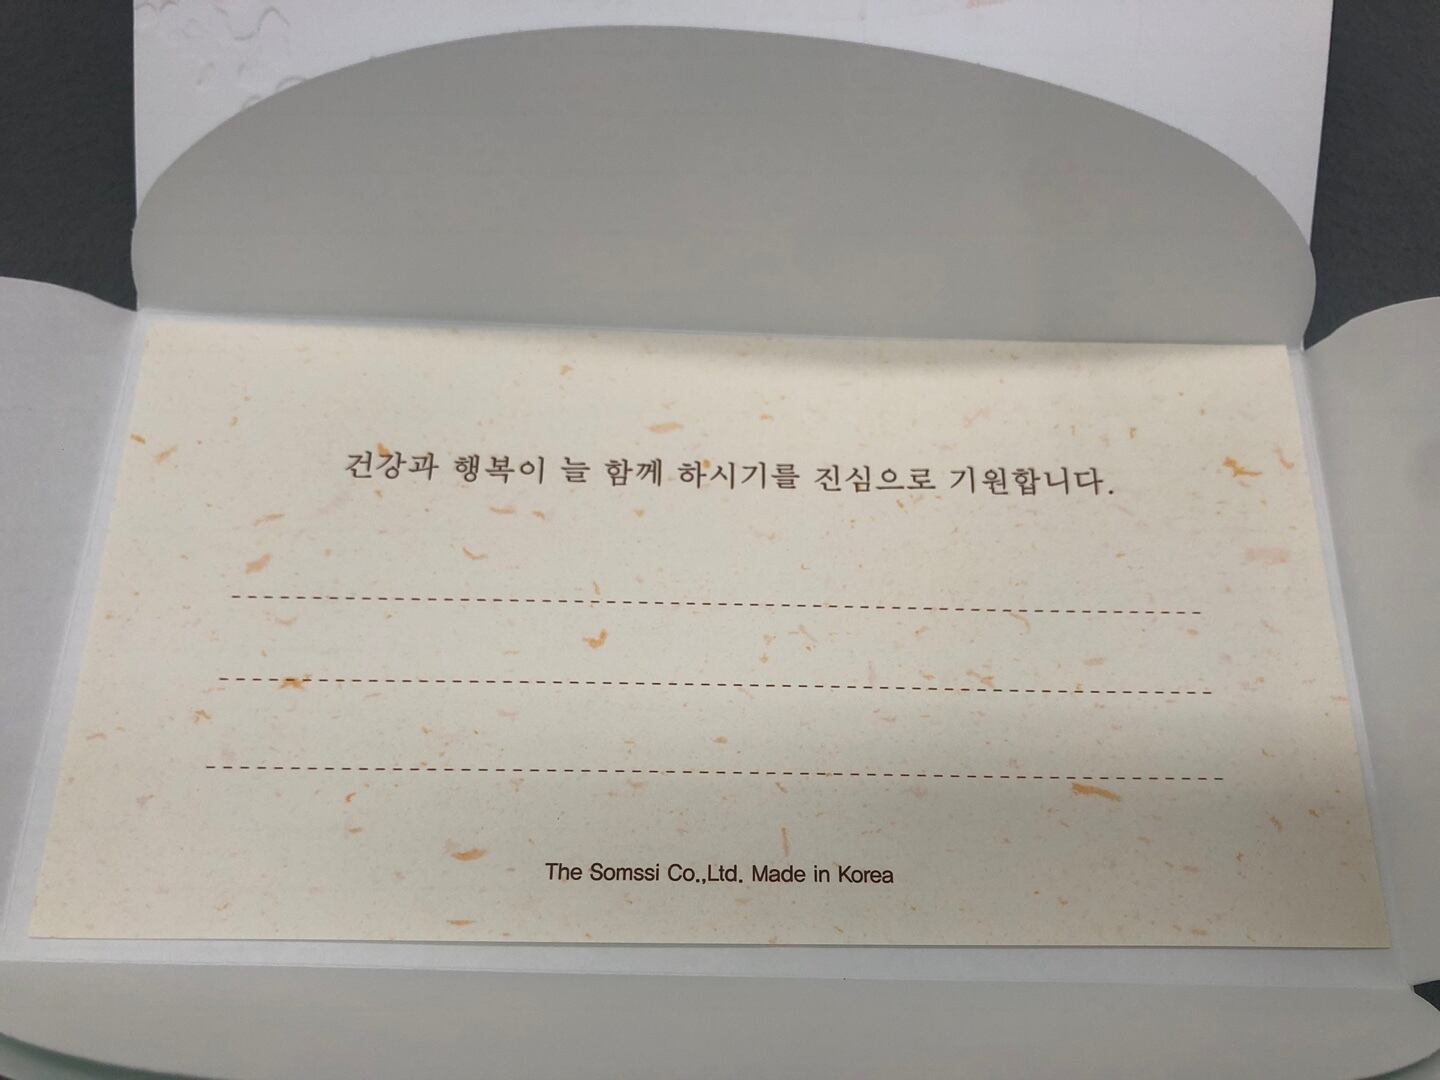 건강과 행복이 늘 함께 하시기를 진심으로 기원합니다.
The Somssi Co.,Ltd. Made in Korea